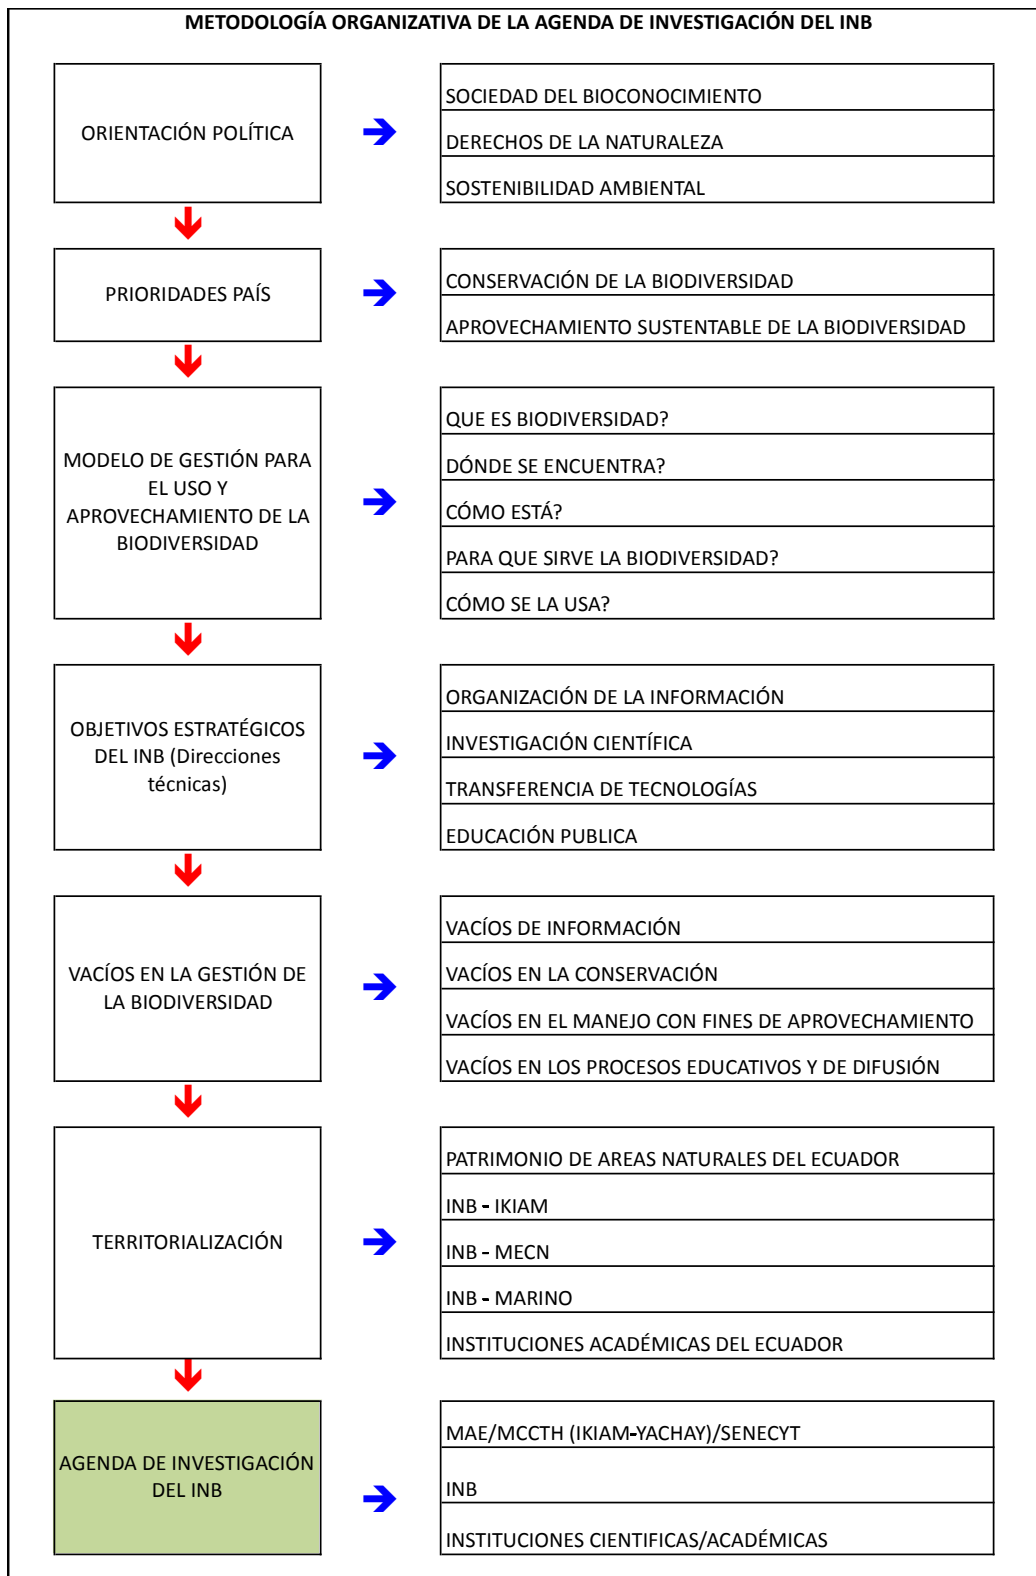 METODOLOGÍA ORGANIZATIVA DE LA AGENDA DE INVESTIGACIÓN DEL INB
ORIENTACIÓN POLÍTICA
SOCIEDAD DEL BIOCONOCIMIENTO
DERECHOS DE LA NATURALEZA
SOSTENIBILIDAD AMBIENTAL
PRIORIDADES PAÍS
CONSERVACIÓN DE LA BIODIVERSIDAD
APROVECHAMIENTO SUSTENTABLE DE LA BIODIVERSIDAD
MODELO DE GESTIÓN PARA
EL USO Y
APROVECHAMIENTO DE LA
BIODIVERSIDAD
QUE ES BIODIVERSIDAD?
DÓNDE SE ENCUENTRA?
CÓMO ESTÁ?
PARA QUE SIRVE LA BIODIVERSIDAD?
CÓMO SE LA USA?
OBJETIVOS ESTRATÉGICOS
DEL INB (Direcciones
técnicas)
ORGANIZACIÓN DE LA INFORMACIÓN
INVESTIGACIÓN CIENTÍFICA
TRANSFERENCIA DE TECNOLOGÍAS
EDUCACIÓN PUBLICA
VACÍOS EN LA GESTIÓN DE
LA BIODIVERSIDAD
VACÍOS DE INFORMACIÓN
VACÍOS EN LA CONSERVACIÓN
VACÍOS EN EL MANEJO CON FINES DE APROVECHAMIENTO
VACÍOS EN LOS PROCESOS EDUCATIVOS Y DE DIFUSIÓN
TERRITORIALIZACIÓN
PATRIMONIO DE AREAS NATURALES DEL ECUADOR
INB - IKIAM
INB - MECN
INB - MARINO
INSTITUCIONES ACADÉMICAS DEL ECUADOR
AGENDA DE INVESTIGACIÓN
DEL INB
MAE/MCCTH (IKIAM-YACHAY)/SENECYT
INB
INSTITUCIONES CIENTIFICAS/ACADÉMICAS